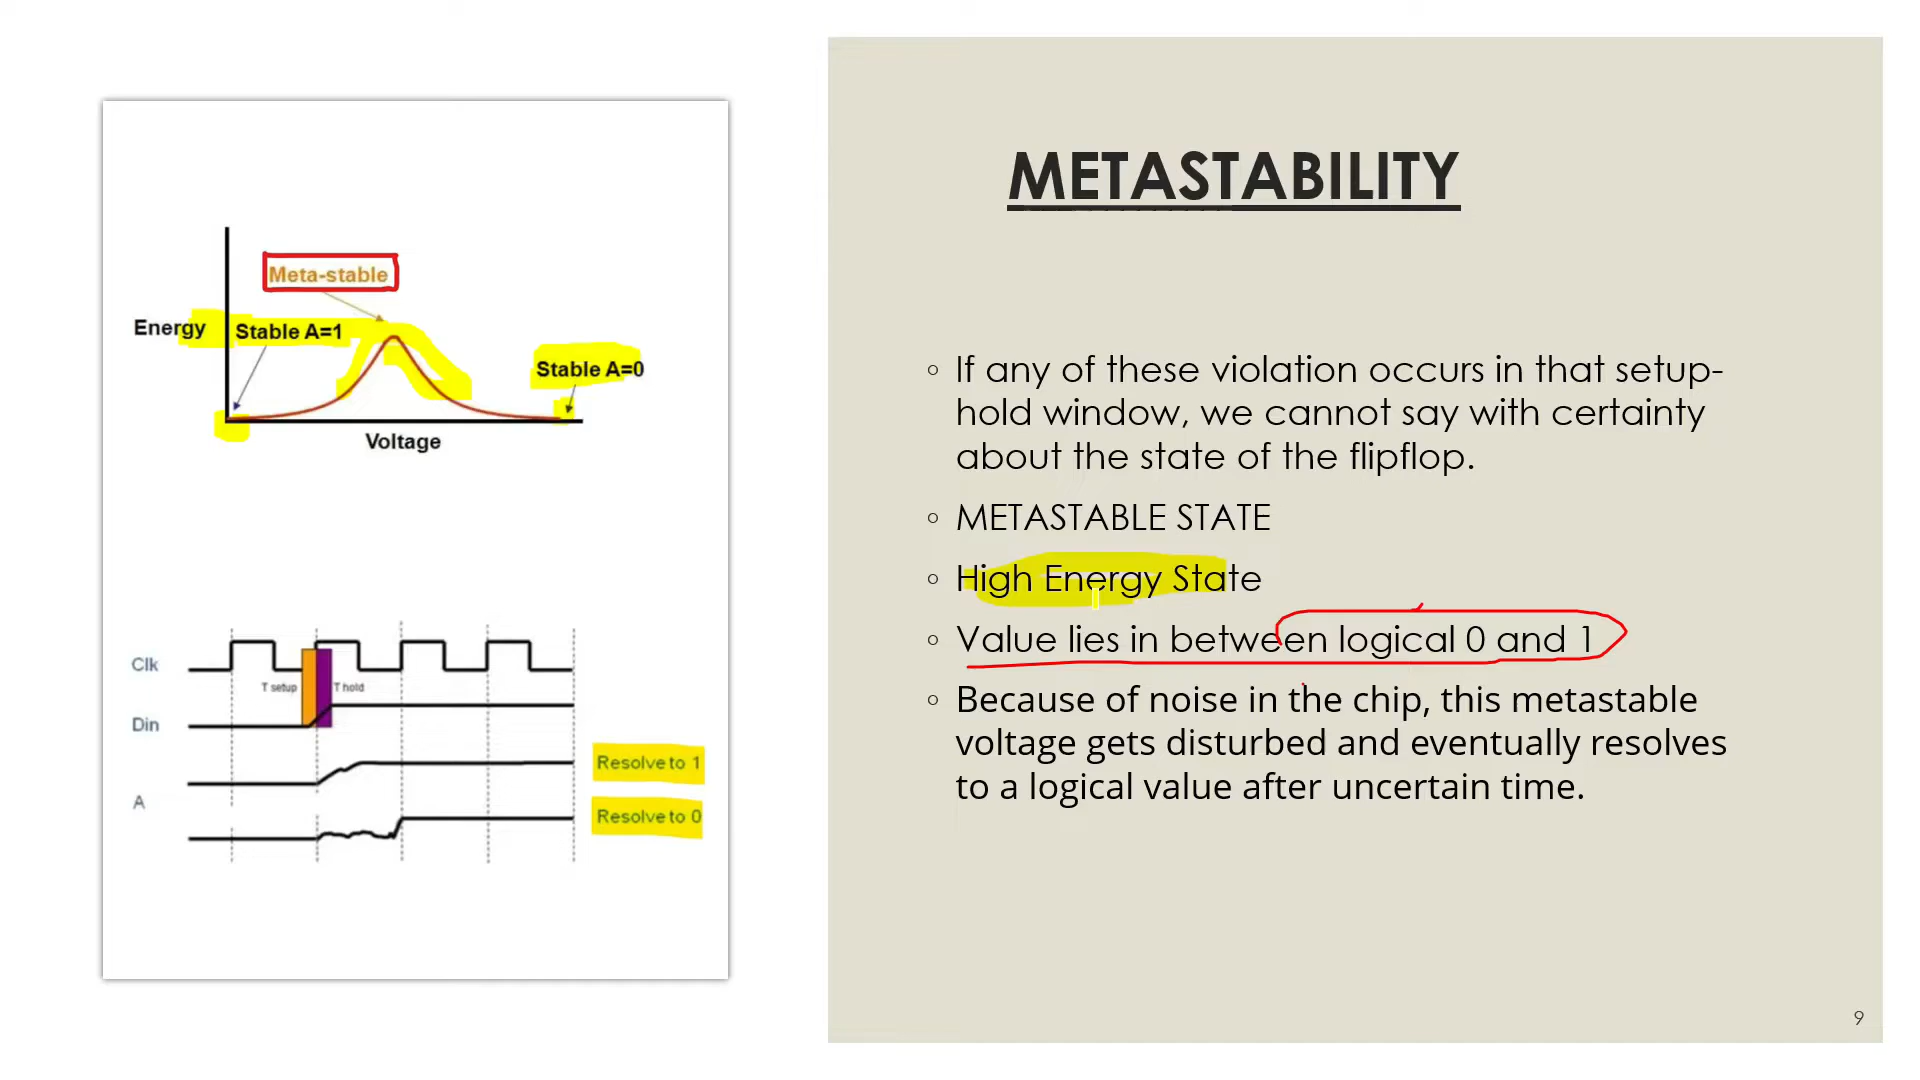 Meta-stable
Energy
Stable A=1
Stable A=0
Voltage
Clk
T setup
T hold
Din
Resolve to 1
A
Resolve to 0
METASTABILITY
◦ If any of these violation occurs in that setup-
hold window, we cannot say with certainty
about the state of the flipflop.
◦ METASTABLE STATE
◦ High Energy State
◦ Value lies in between logical 0 and 1
◦ Because of noise in the chip, this metastable
voltage gets disturbed and eventually resolves
to a logical value after uncertain time.
9